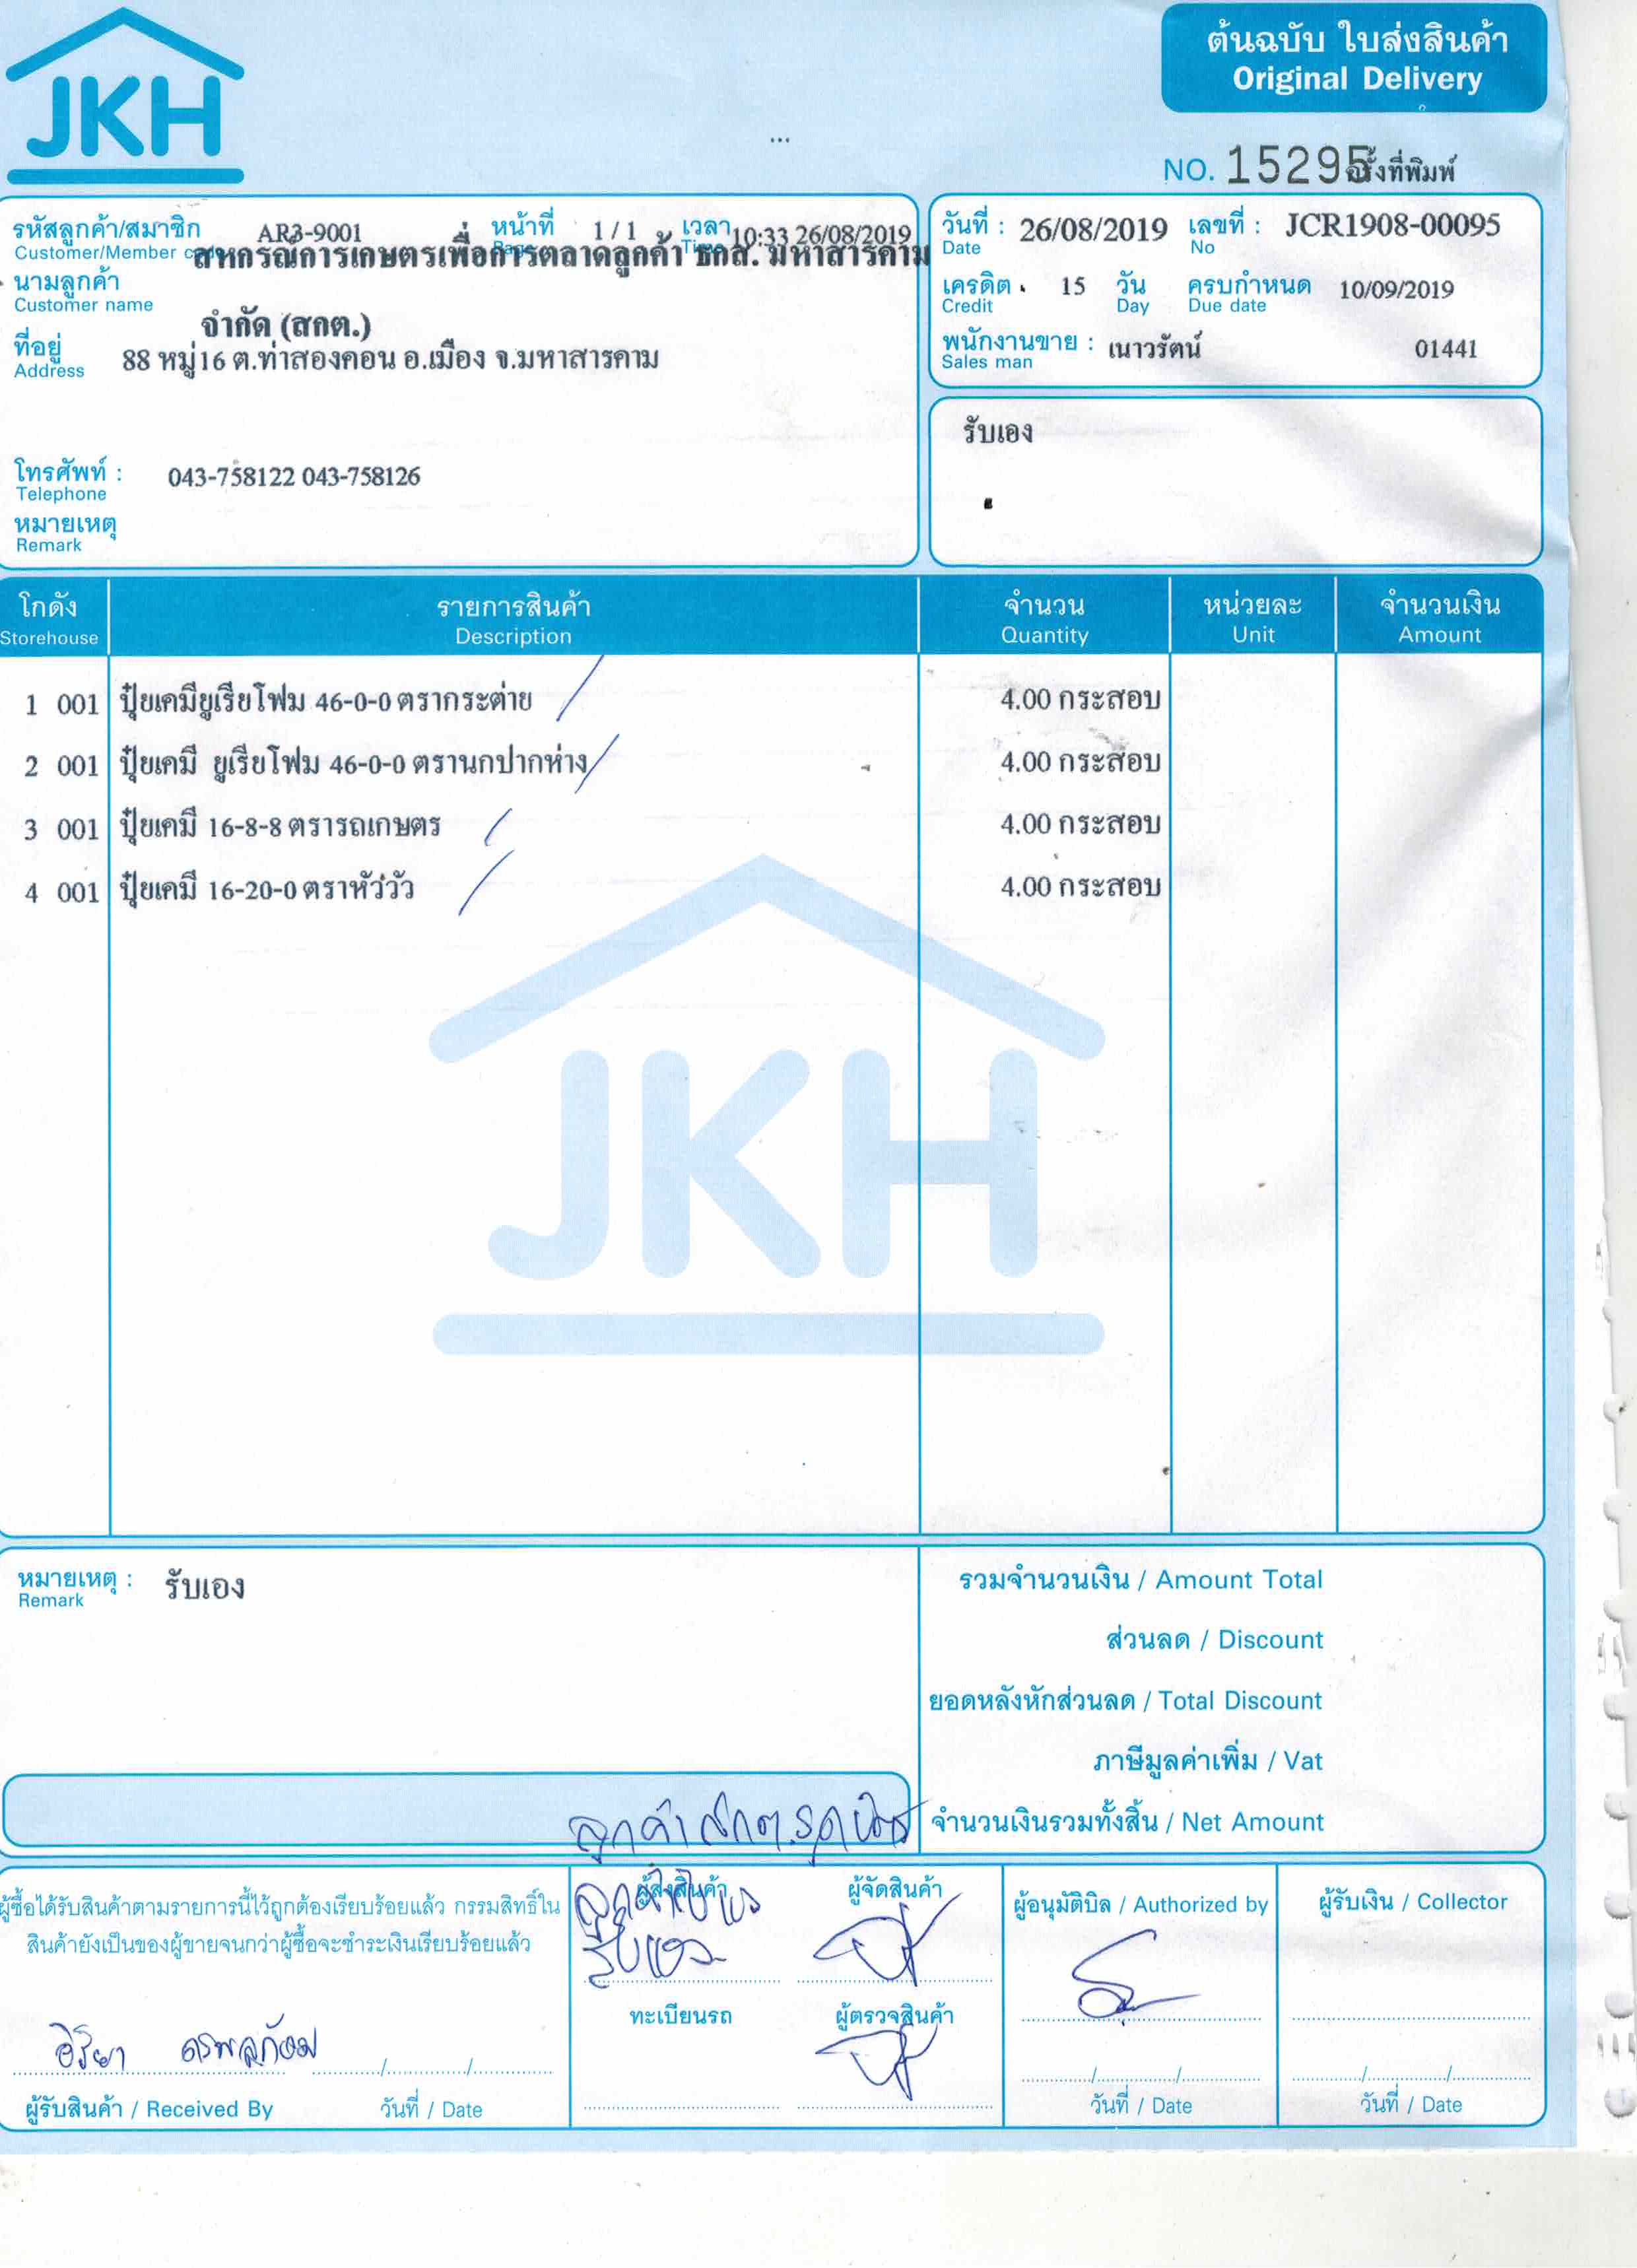 JKH
ต้นฉบับ ใบส่งสินค้า
Original Delivery
...
NO. 15295 ครั้งที่พิมพ์
รหัสลูกค้า/สมาชิก AR3-9001 หน้าที่ 1 / 1 เวลา 10:33 26/08/2019
Customer/Member code Page Time
สหกรณ์การเกษตรเพื่อการตลาดลูกค้า ธกส. มหาสารคาม
นามลูกค้า
Customer name
จำกัด (สกต.)
ที่อยู่ 88 หมู่16 ต.ท่าสองคอน อ.เมือง จ.มหาสารคาม
Address
โทรศัพท์ : 043-758122 043-758126
Telephone
หมายเหตุ
Remark
วันที่ : 26/08/2019 เลขที่ : JCR1908-00095
Date No
เครดิต 15 วัน ครบกำหนด 10/09/2019
Credit Day Due date
พนักงานขาย : เนาวรัตน์ 01441
Sales man
รับเอง
โกดัง รายการสินค้า จำนวน หน่วยละ จำนวนเงิน
Storehouse Description Quantity Unit Amount
1 001 ปุ๋ยเคมียูเรียโฟม 46-0-0 ตรากระต่าย 4.00 กระสอบ
2 001 ปุ๋ยเคมี ยูเรียโฟม 46-0-0 ตรานกปากห่าง 4.00 กระสอบ
3 001 ปุ๋ยเคมี 16-8-8 ตรารถเกษตร 4.00 กระสอบ
4 001 ปุ๋ยเคมี 16-20-0 ตราหัววัว 4.00 กระสอบ
JKH
หมายเหตุ : รับเอง
Remark
รวมจำนวนเงิน / Amount Total
ส่วนลด / Discount
ยอดหลังหักส่วนลด / Total Discount
ภาษีมูลค่าเพิ่ม / Vat
จำนวนเงินรวมทั้งสิ้น / Net Amount
ลูกค้า สกต.
ผู้ซื้อได้รับสินค้าตามรายการนี้ไว้ถูกต้องเรียบร้อยแล้ว กรรมสิทธิ์ใน
สินค้ายังเป็นของผู้ขายจนกว่าผู้ซื้อจะชำระเงินเรียบร้อยแล้ว
ผู้รับสินค้า / Received By วันที่ / Date
ผู้ส่งสินค้า ผู้จัดสินค้า
รับเอง
ทะเบียนรถ ผู้ตรวจสินค้า
ผู้อนุมัติบิล / Authorized by
วันที่ / Date
ผู้รับเงิน / Collector
วันที่ / Date